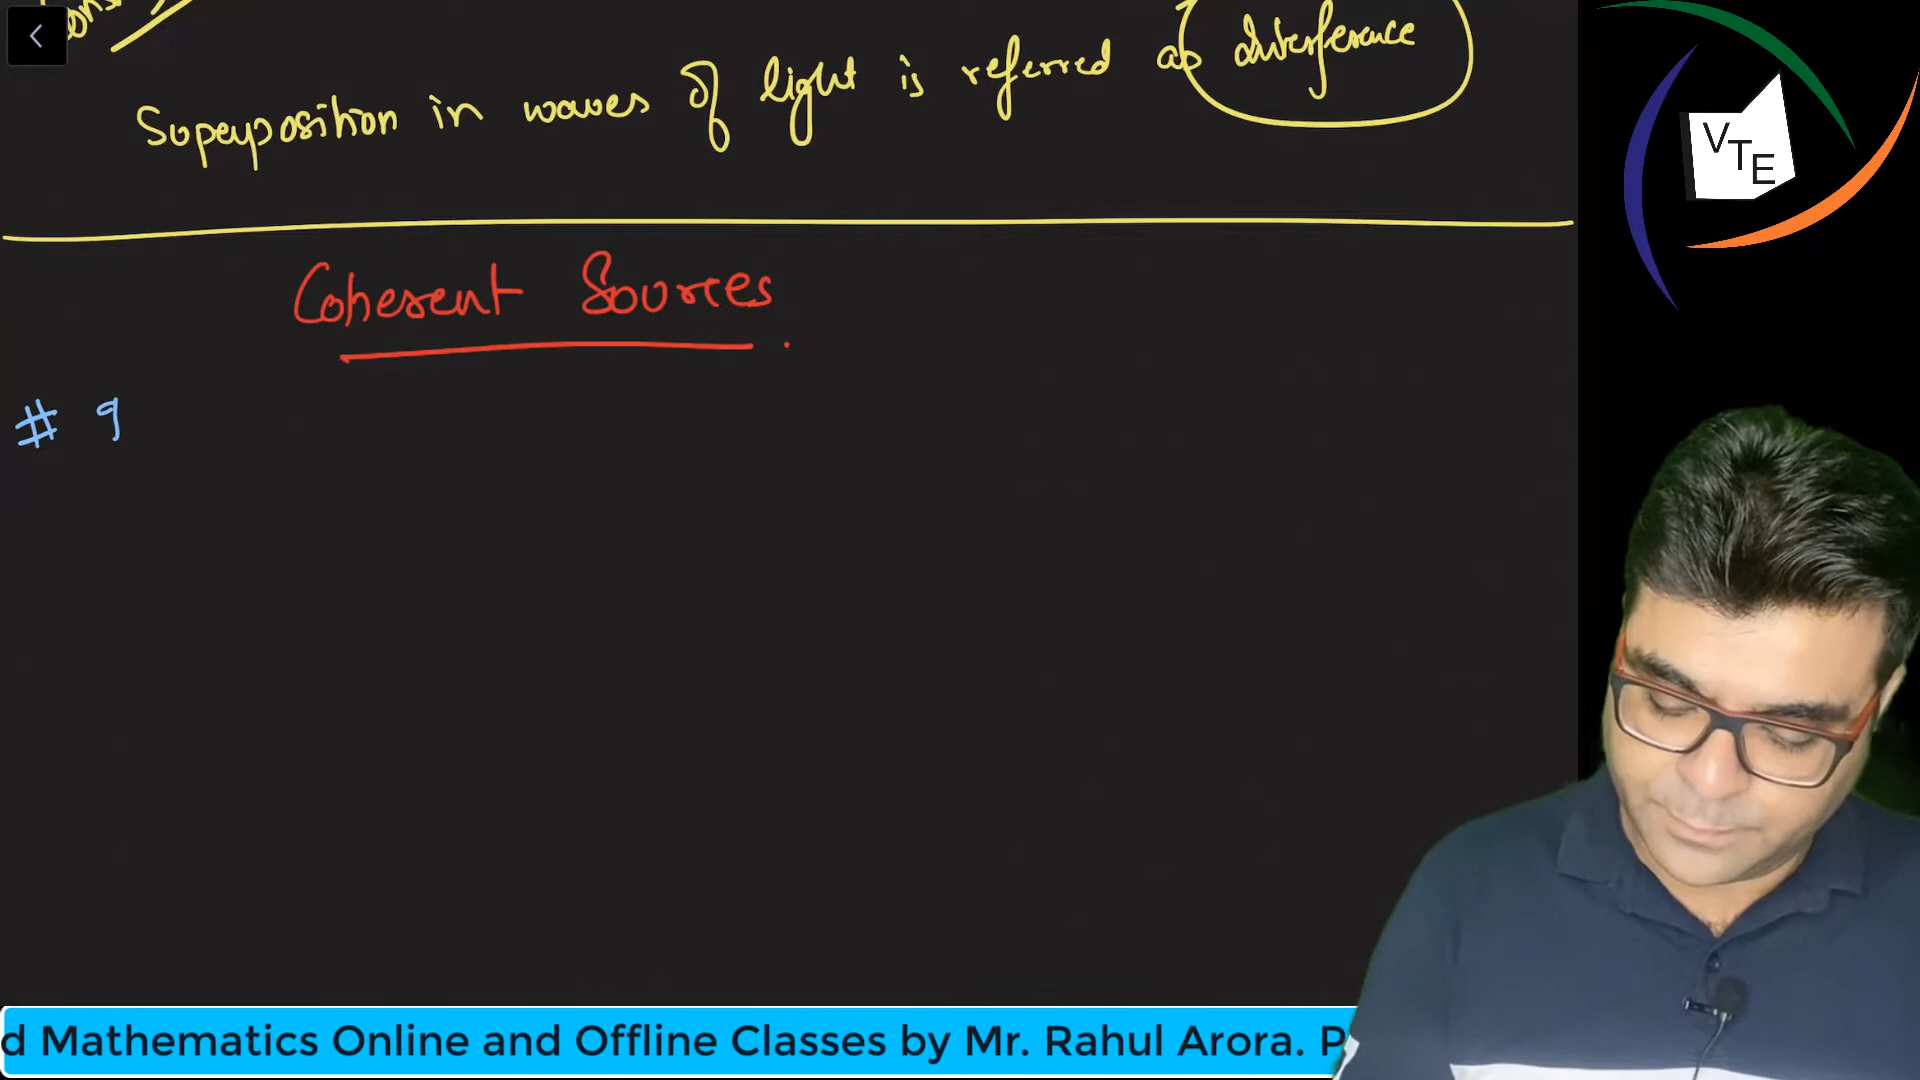 Superposition in waves of light is referred as Interference
VTE
Coherent Sources
#
d Mathematics Online and Offline Classes by Mr. Rahul Arora. P